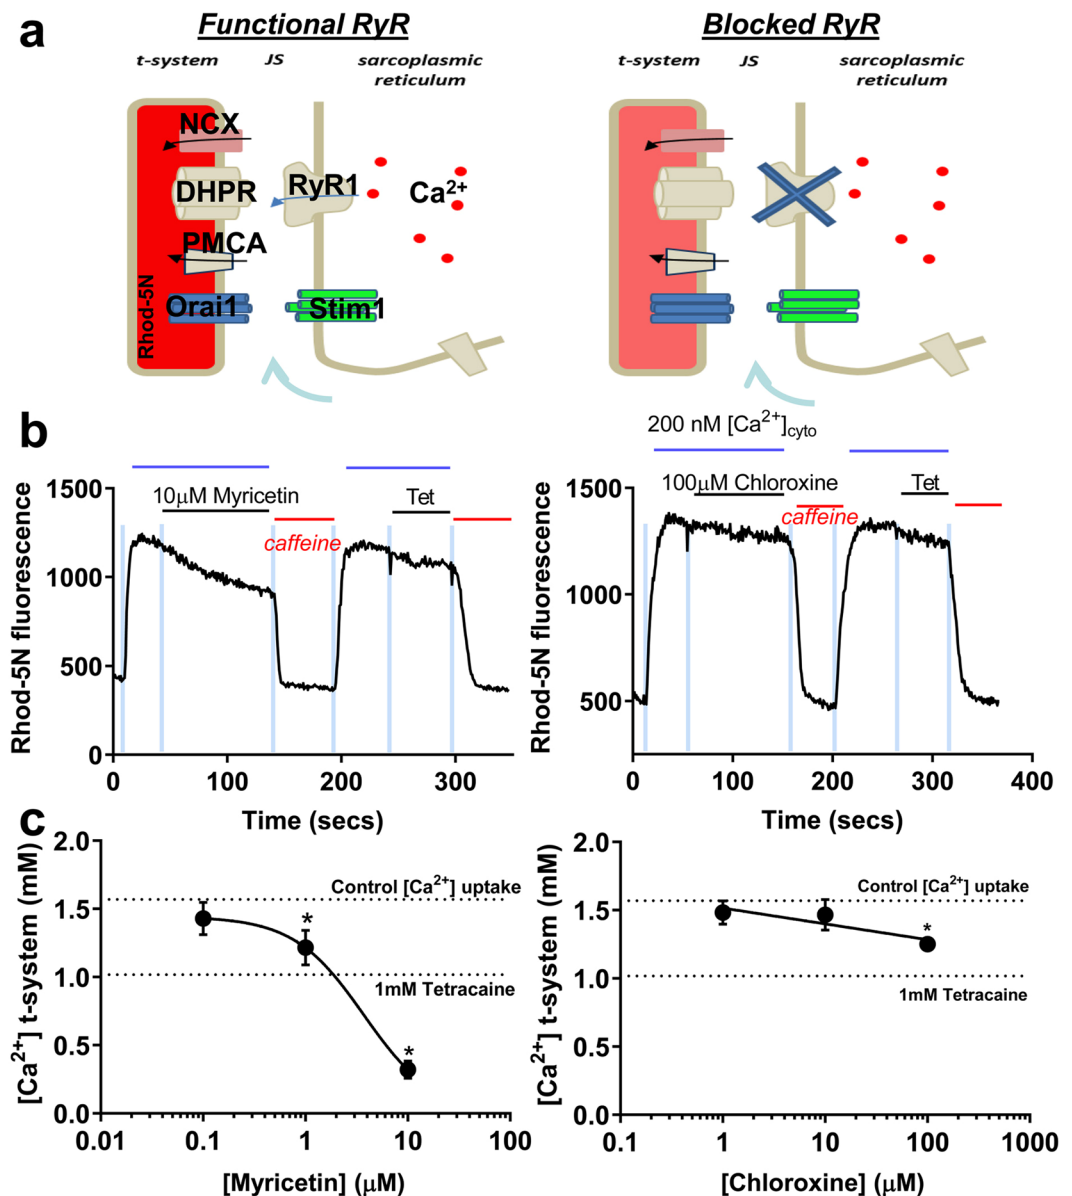 a
Functional RyR
Blocked RyR
t-system
JS
sarcoplasmic
reticulum
t-system
JS
sarcoplasmic
reticulum
NCX
DHPR
RyR1
Ca2+
PMCA
Orai1
Stim1
Rhod-5N
b
200 nM [Ca2+]cyto
10μM Myricetin
Tet
caffeine
100μM Chloroxine
Tet
caffeine
Rhod-5N fluorescence
1500
1000
500
0
0
100
200
300
Time (secs)
Rhod-5N fluorescence
1500
1000
500
0
100
200
300
400
Time (secs)
c
[Ca2+] t-system (mM)
2.0
1.5
1.0
0.5
0.0
Control [Ca2+] uptake
*
1mM Tetracaine
*
0.01
0.1
1
10
100
[Myricetin] (μM)
[Ca2+] t-system (mM)
2.0
1.5
1.0
0.5
0.0
Control [Ca2+] uptake
*
1mM Tetracaine
0.1
1
10
100
1000
[Chloroxine] (μM)